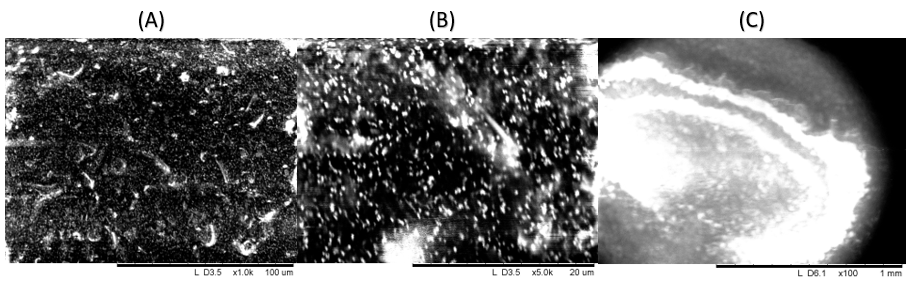 (A)
(B)
(C)
L D3.5 x1.0k 100 um
L D3.5 x5.0k 20 um
L D6.1 x100 1 mm